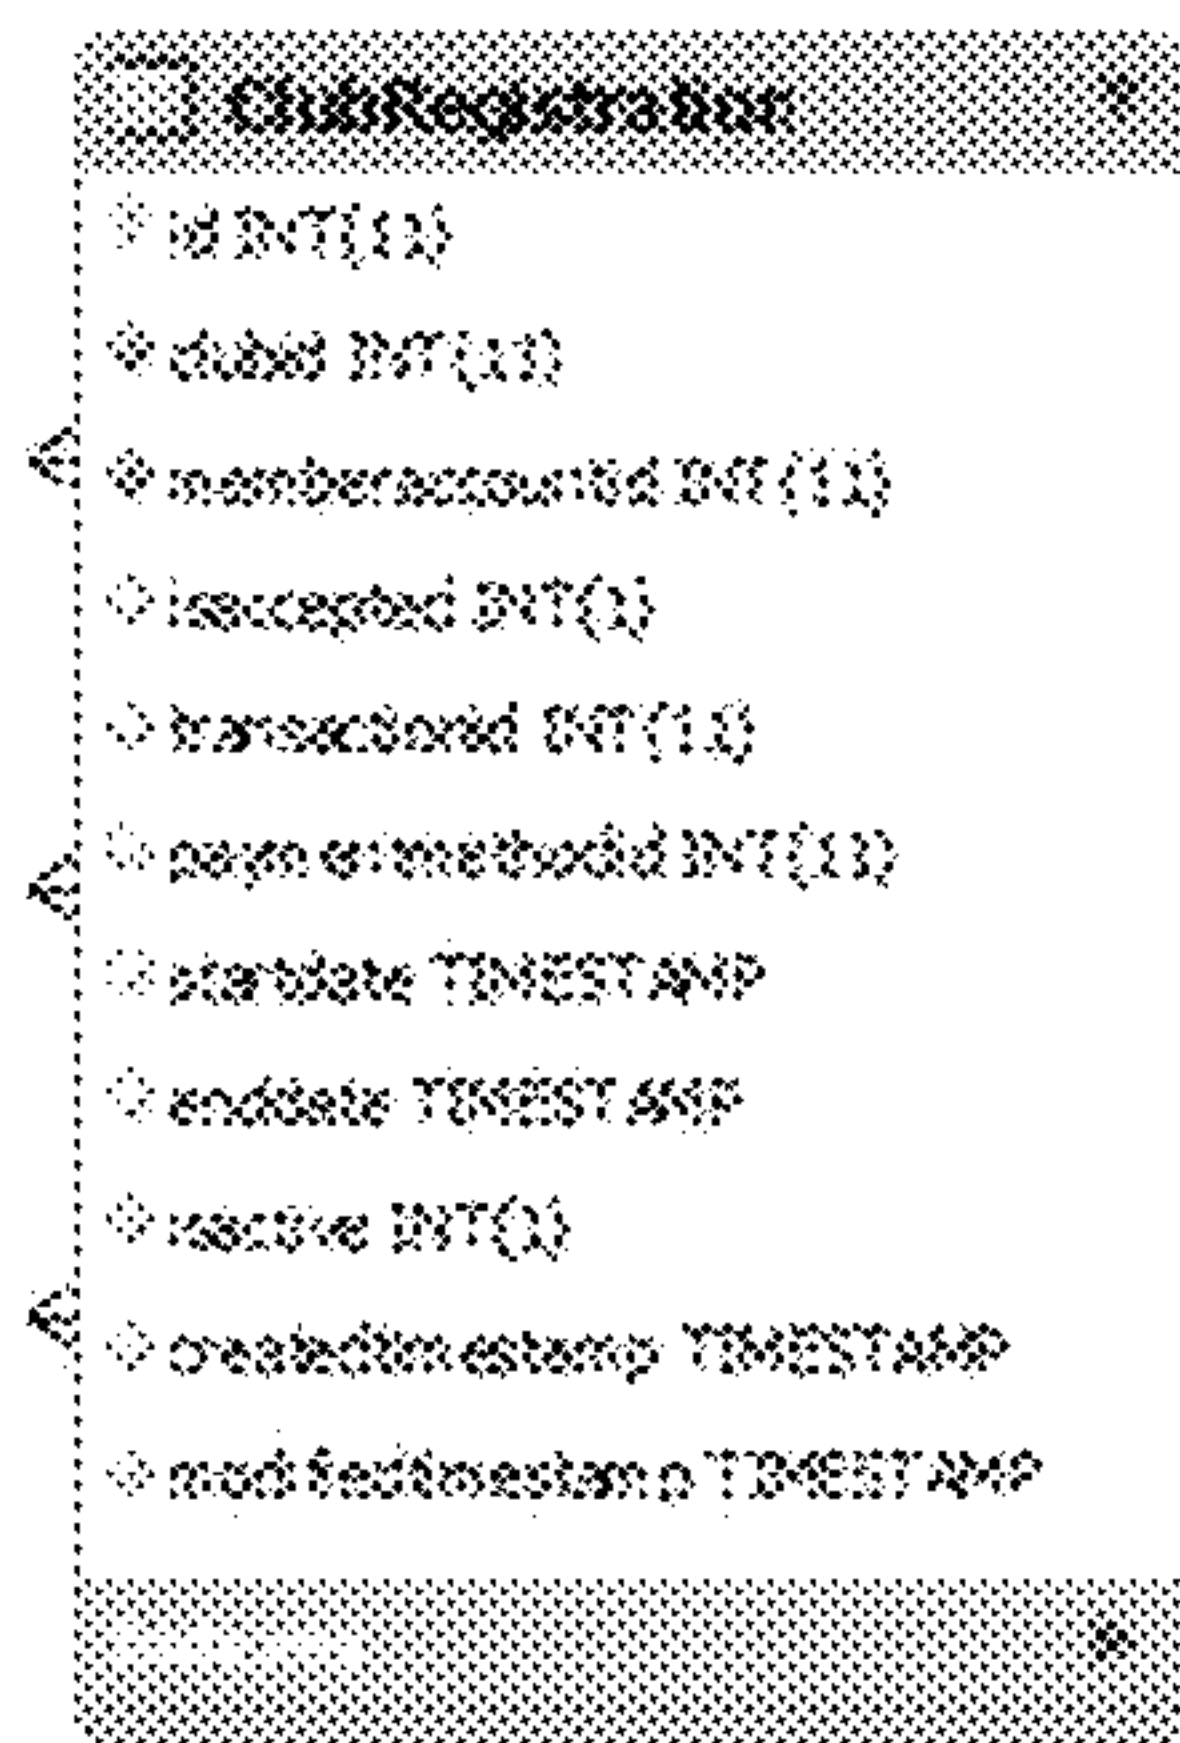 ClubRegistration
id INT(11)
clubid INT(11)
memberaccountid INT(11)
isaccepted INT(1)
transactionid INT(11)
paymentmethodid INT(11)
startdate TIMESTAMP
enddate TIMESTAMP
isactive INT(1)
createdtimestamp TIMESTAMP
modifiedtimestamp TIMESTAMP